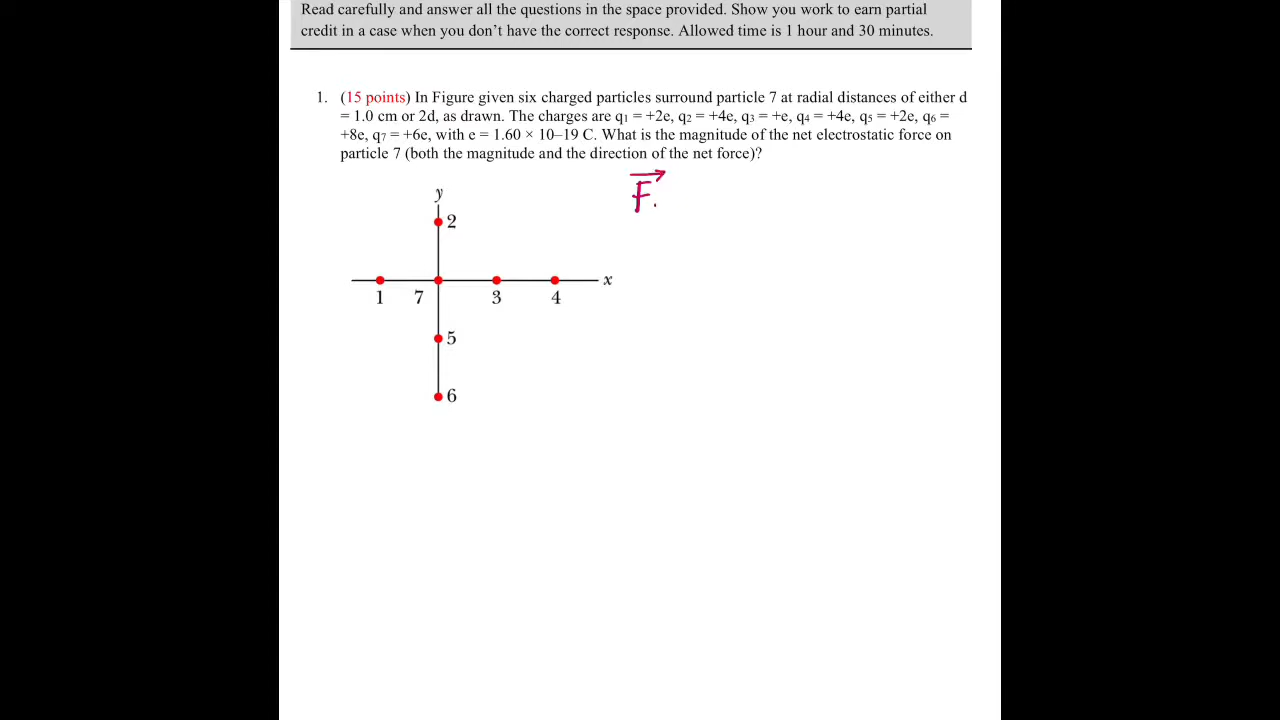 Read carefully and answer all the questions in the space provided. Show you work to earn partial
credit in a case when you don’t have the correct response. Allowed time is 1 hour and 30 minutes.
1. (15 points) In Figure given six charged particles surround particle 7 at radial distances of either d
= 1.0 cm or 2d, as drawn. The charges are q₁ = +2e, q₂ = +4e, q₃ = +e, q₄ = +4e, q₅ = +2e, q₆ =
+8e, q₇ = +6e, with e = 1.60 × 10–19 C. What is the magnitude of the net electrostatic force on
particle 7 (both the magnitude and the direction of the net force)?
F.
y
2
x
1 7 3 4
5
6